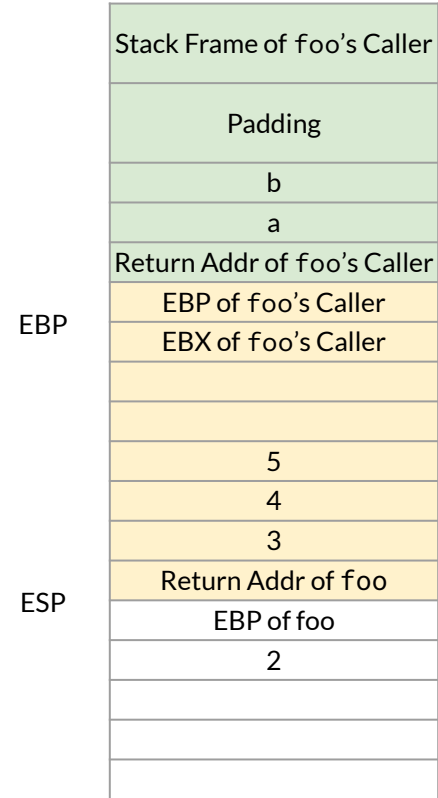 Stack Frame of foo’s Caller
Padding
b
a
Return Addr of foo’s Caller
EBP of foo’s Caller
EBP
EBX of foo’s Caller
5
4
3
Return Addr of foo
ESP
EBP of foo
2